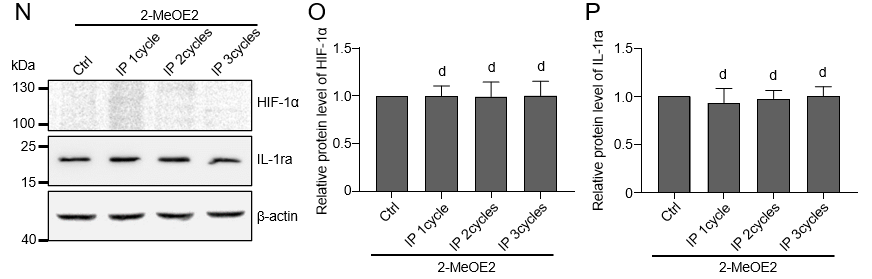 N
2-MeOE2
kDa
Ctrl
IP 1cycle
IP 2cycles
IP 3cycles
130
HIF-1α
100
25
IL-1ra
15
β-actin
40
O
Relative protein level of HIF-1α
1.5
1.0
0.5
0
d
d
d
Ctrl
IP 1cycle
IP 2cycles
IP 3cycles
2-MeOE2
P
Relative protein level of IL-1ra
1.5
1.0
0.5
0
d
d
d
Ctrl
IP 1cycle
IP 2cycles
IP 3cycles
2-MeOE2